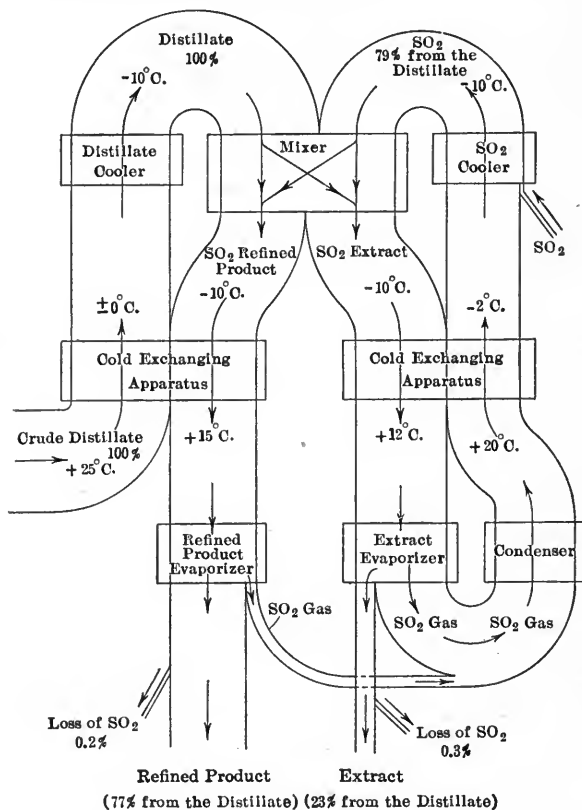 Distillate
100%
SO2
79% from the
Distillate
-10°C.
-10°C.
Distillate
Cooler
Mixer
SO2
Cooler
SO2 Refined
Product
SO2 Extract
SO2
-10°C.
-10°C.
±0°C.
-2°C.
Cold Exchanging
Apparatus
Cold Exchanging
Apparatus
Crude Distillate
100%
+25°C.
+15°C.
+12°C.
+20°C.
Refined
Product
Evaporizer
Extract
Evaporizer
Condenser
SO2 Gas
SO2 Gas
SO2 Gas
Loss of SO2
0.2%
Loss of SO2
0.3%
Refined Product
Extract
(77% from the Distillate) (23% from the Distillate)